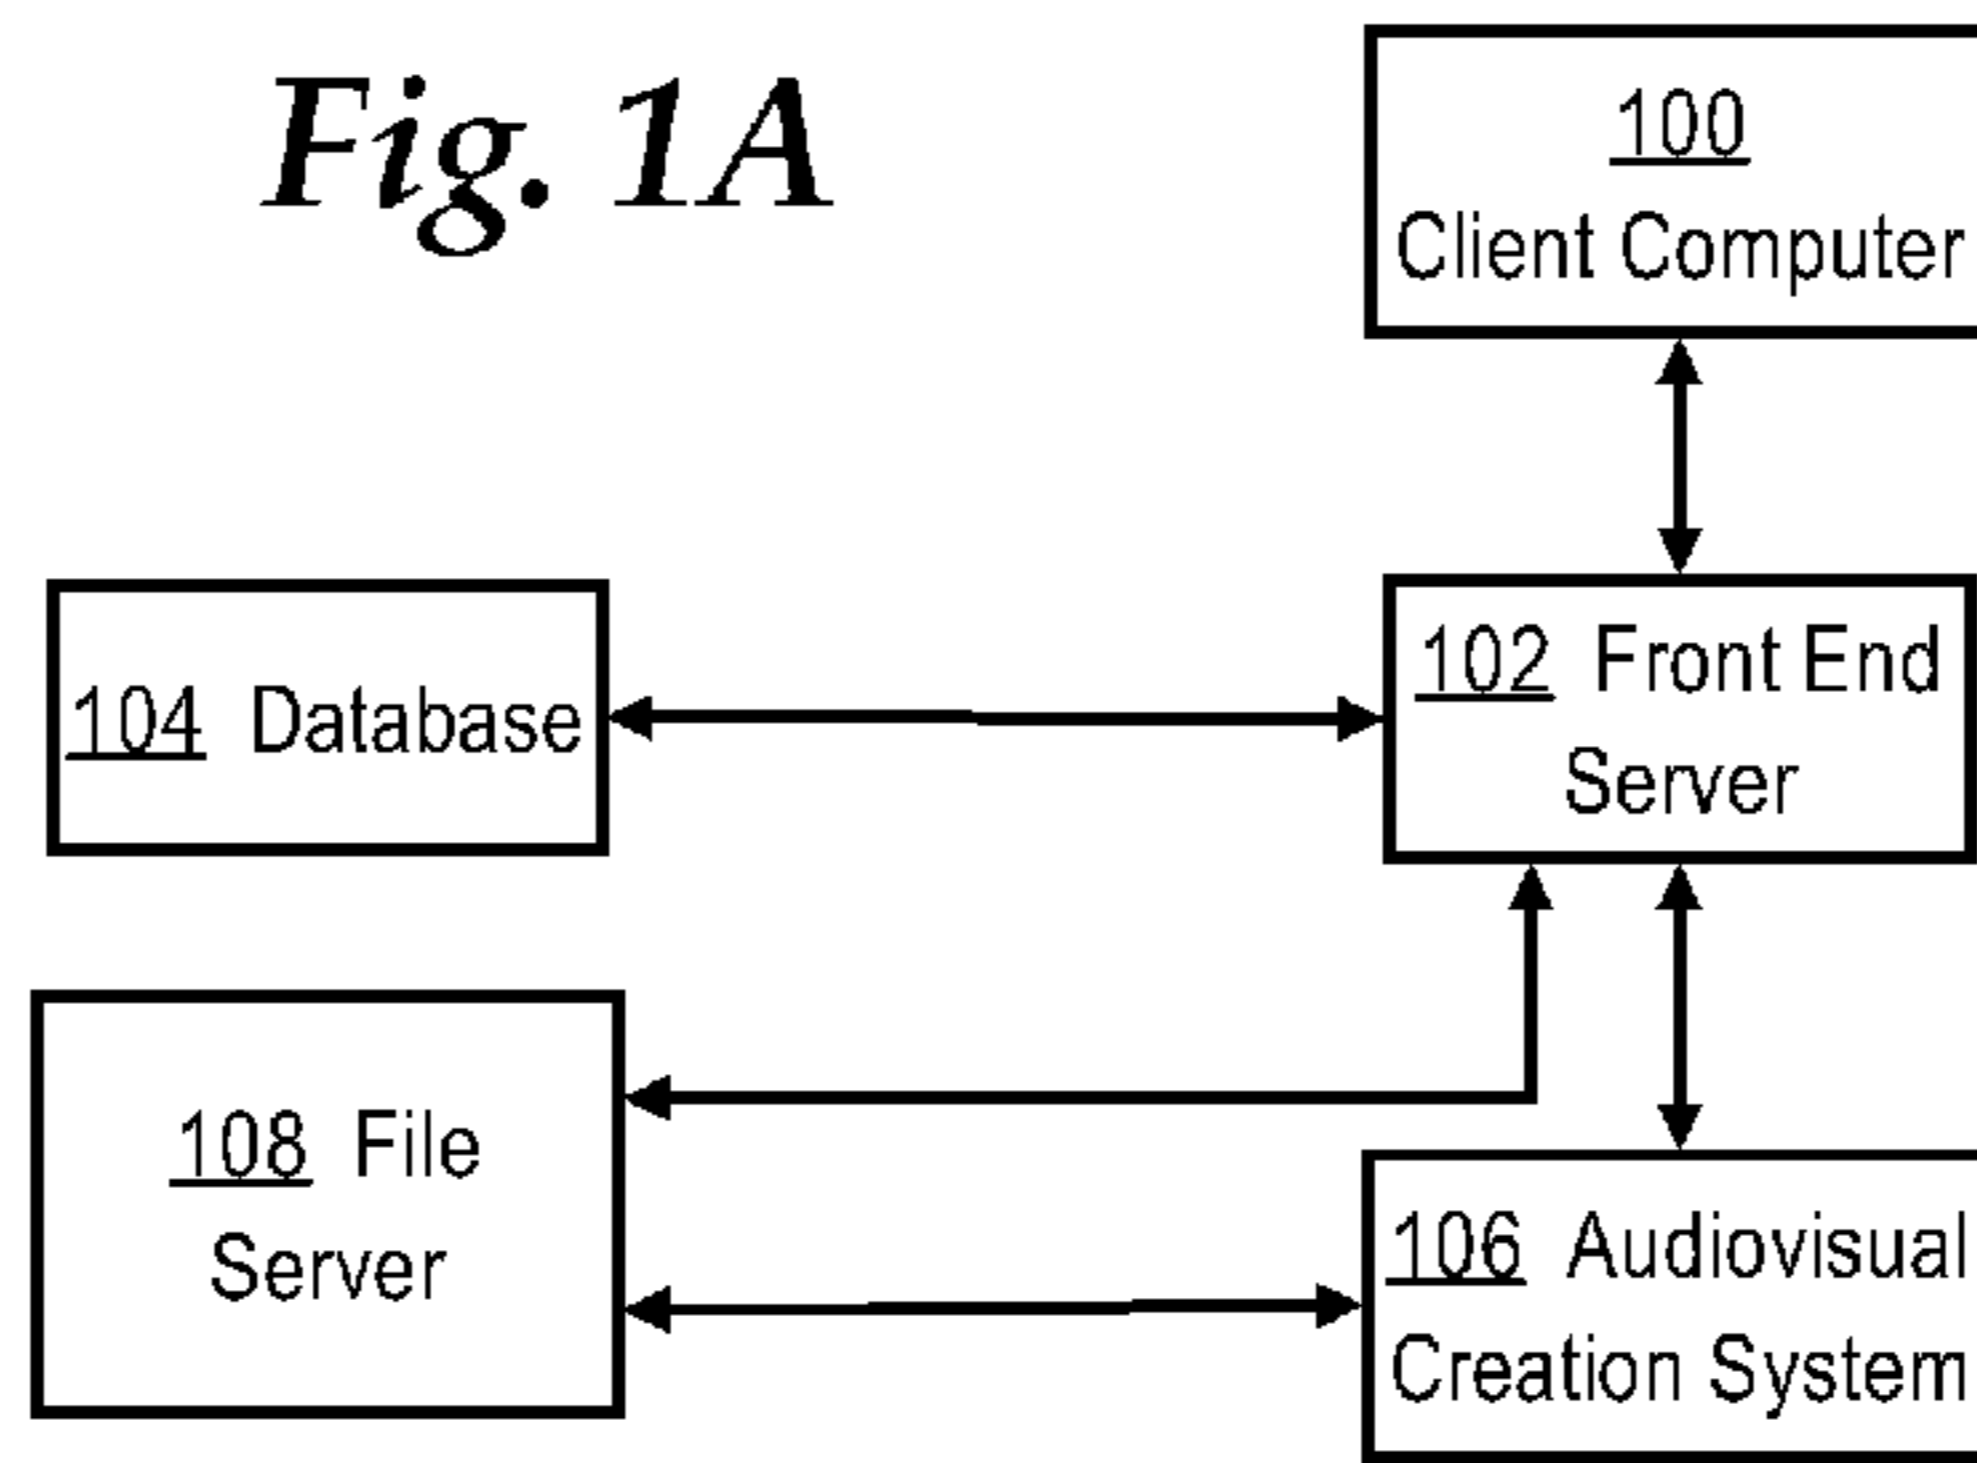 Fig. 1A
100
Client Computer
104 Database
102 Front End
Server
108 File
Server
106 Audiovisual
Creation System